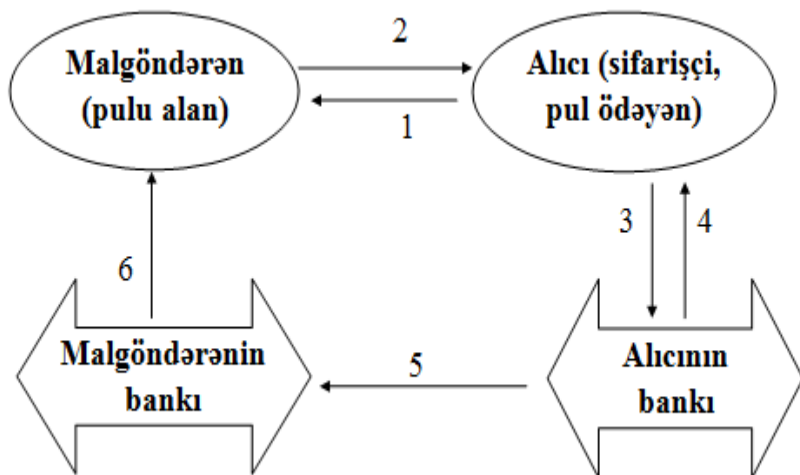 Malgöndərən
(pulu alan)
2
1
Alıcı (sifarişçi,
pul ödəyən)
3
4
6
Malgöndərənin
bankı
5
Alıcının
bankı